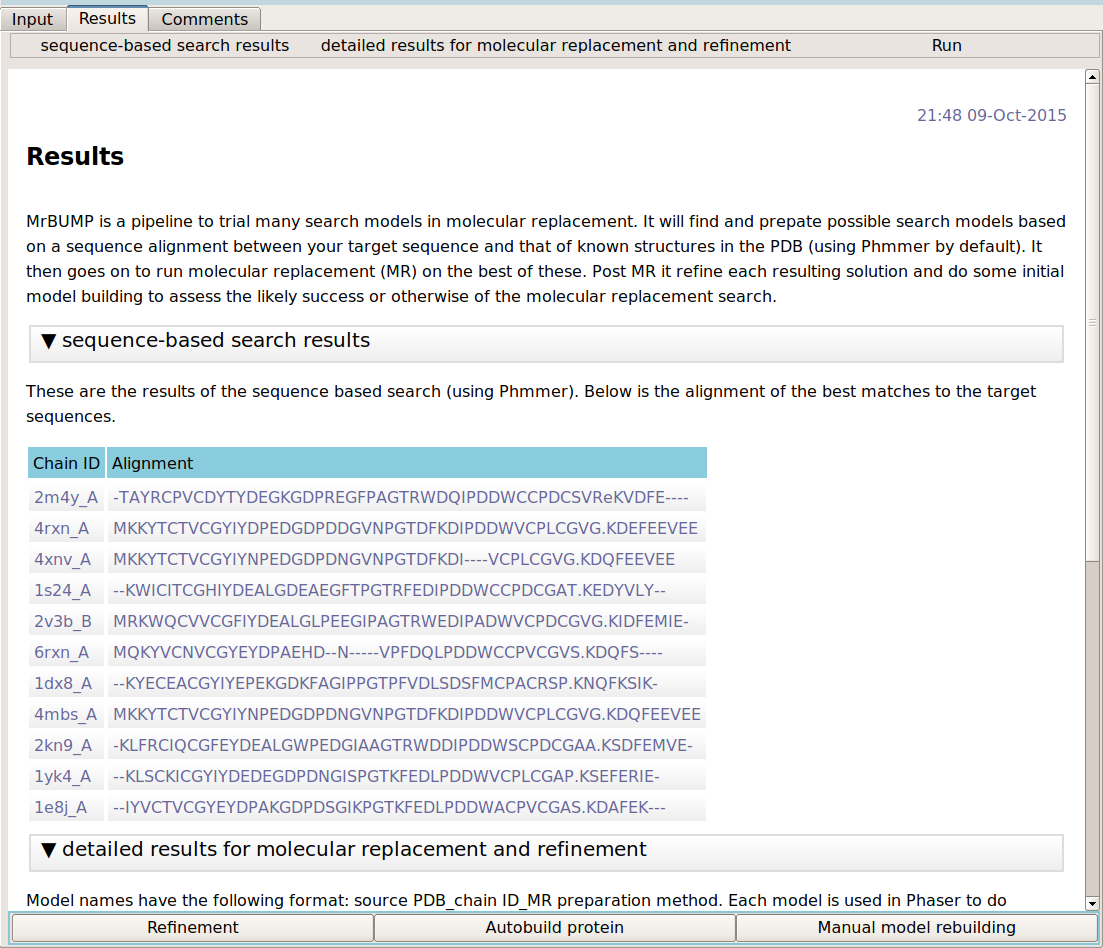 Input Results Comments
sequence-based search results detailed results for molecular replacement and refinement Run
21:48 09-Oct-2015
Results
MrBUMP is a pipeline to trial many search models in molecular replacement. It will find and prepate possible search models based
on a sequence alignment between your target sequence and that of known structures in the PDB (using Phmmer by default). It
then goes on to run molecular replacement (MR) on the best of these. Post MR it refine each resulting solution and do some initial
model building to assess the likely success or otherwise of the molecular replacement search.
▼ sequence-based search results
These are the results of the sequence based search (using Phmmer). Below is the alignment of the best matches to the target
sequences.
Chain ID Alignment
2m4y_A -TAYRCPVCDYTYDEGKGDPREGFPAGTRWDQIPDDWCCPDCSVReKVDFE----
4rxn_A MKKYTCTVCGYIYDPEDGDPDDGVNPGTDFKDIPDDWVCPLCGVG.KDEFEEVEE
4xnv_A MKKYTCTVCGYIYNPEDGDPDNGVNPGTDFKDI----VCPLCGVG.KDQFEEVEE
1s24_A --KWICITCGHIYDEALGDEAEGFTPGTRFEDIPDDWCCPDCGAT.KEDYVLY--
2v3b_B MRKWQCVVCGFIYDEALGLPEEGIPAGTRWEDIPADWVCPDCGVG.KIDFEMIE-
6rxn_A MQKYVCNVCGYEYDPAEHD--N-----VPFDQLPDDWCCPVCGVS.KDQFS----
1dx8_A --KYECEACGYIYEPEKGDKFAGIPPGTPFVDLSDSFMCPACRSP.KNQFKSIK-
4mbs_A MKKYTCTVCGYIYNPEDGDPDNGVNPGTDFKDIPDDWVCPLCGVG.KDQFEEVEE
2kn9_A -KLFRCIQCGFEYDEALGWPEDGIAAGTRWDDIPDDWSCPDCGAA.KSDFEMVE-
1yk4_A --KLSCKICGYIYDEDEGDPDNGISPGTKFEDLPDDWVCPLCGAP.KSEFERIE-
1e8j_A --IYVCTVCGYEYDPAKGDPDSGIKPGTKFEDLPDDWACPVCGAS.KDAFEK---
▼ detailed results for molecular replacement and refinement
Model names have the following format: source PDB_chain ID_MR preparation method. Each model is used in Phaser to do
Refinement Autobuild protein Manual model rebuilding